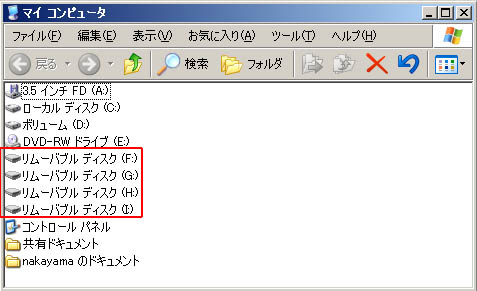 マイ コンピュータ
ファイル(F) 編集(E) 表示(V) お気に入り(A) ツール(T) ヘルプ(H)
戻る 検索 フォルダ
3.5 インチ FD (A:)
ローカル ディスク (C:)
ボリューム (D:)
DVD-RW ドライブ (E:)
リムーバブル ディスク (F:)
リムーバブル ディスク (G:)
リムーバブル ディスク (H:)
リムーバブル ディスク (I:)
コントロール パネル
共有ドキュメント
nakayama のドキュメント